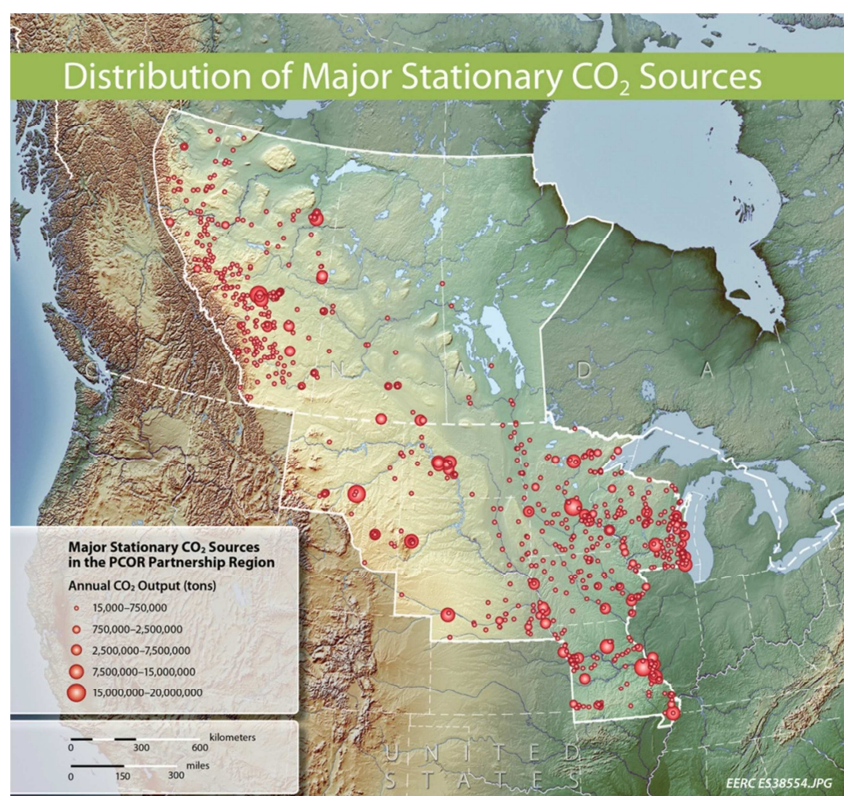 Distribution of Major Stationary CO₂ Sources
C A N A D A
Major Stationary CO₂ Sources
in the PCOR Partnership Region
Annual CO₂ Output (tons)
15,000–750,000
750,000–2,500,000
2,500,000–7,500,000
7,500,000–15,000,000
15,000,000–20,000,000
kilometers
0 300 600
miles
0 150 300
UNITED
STATES
EERC ES38554.JPG